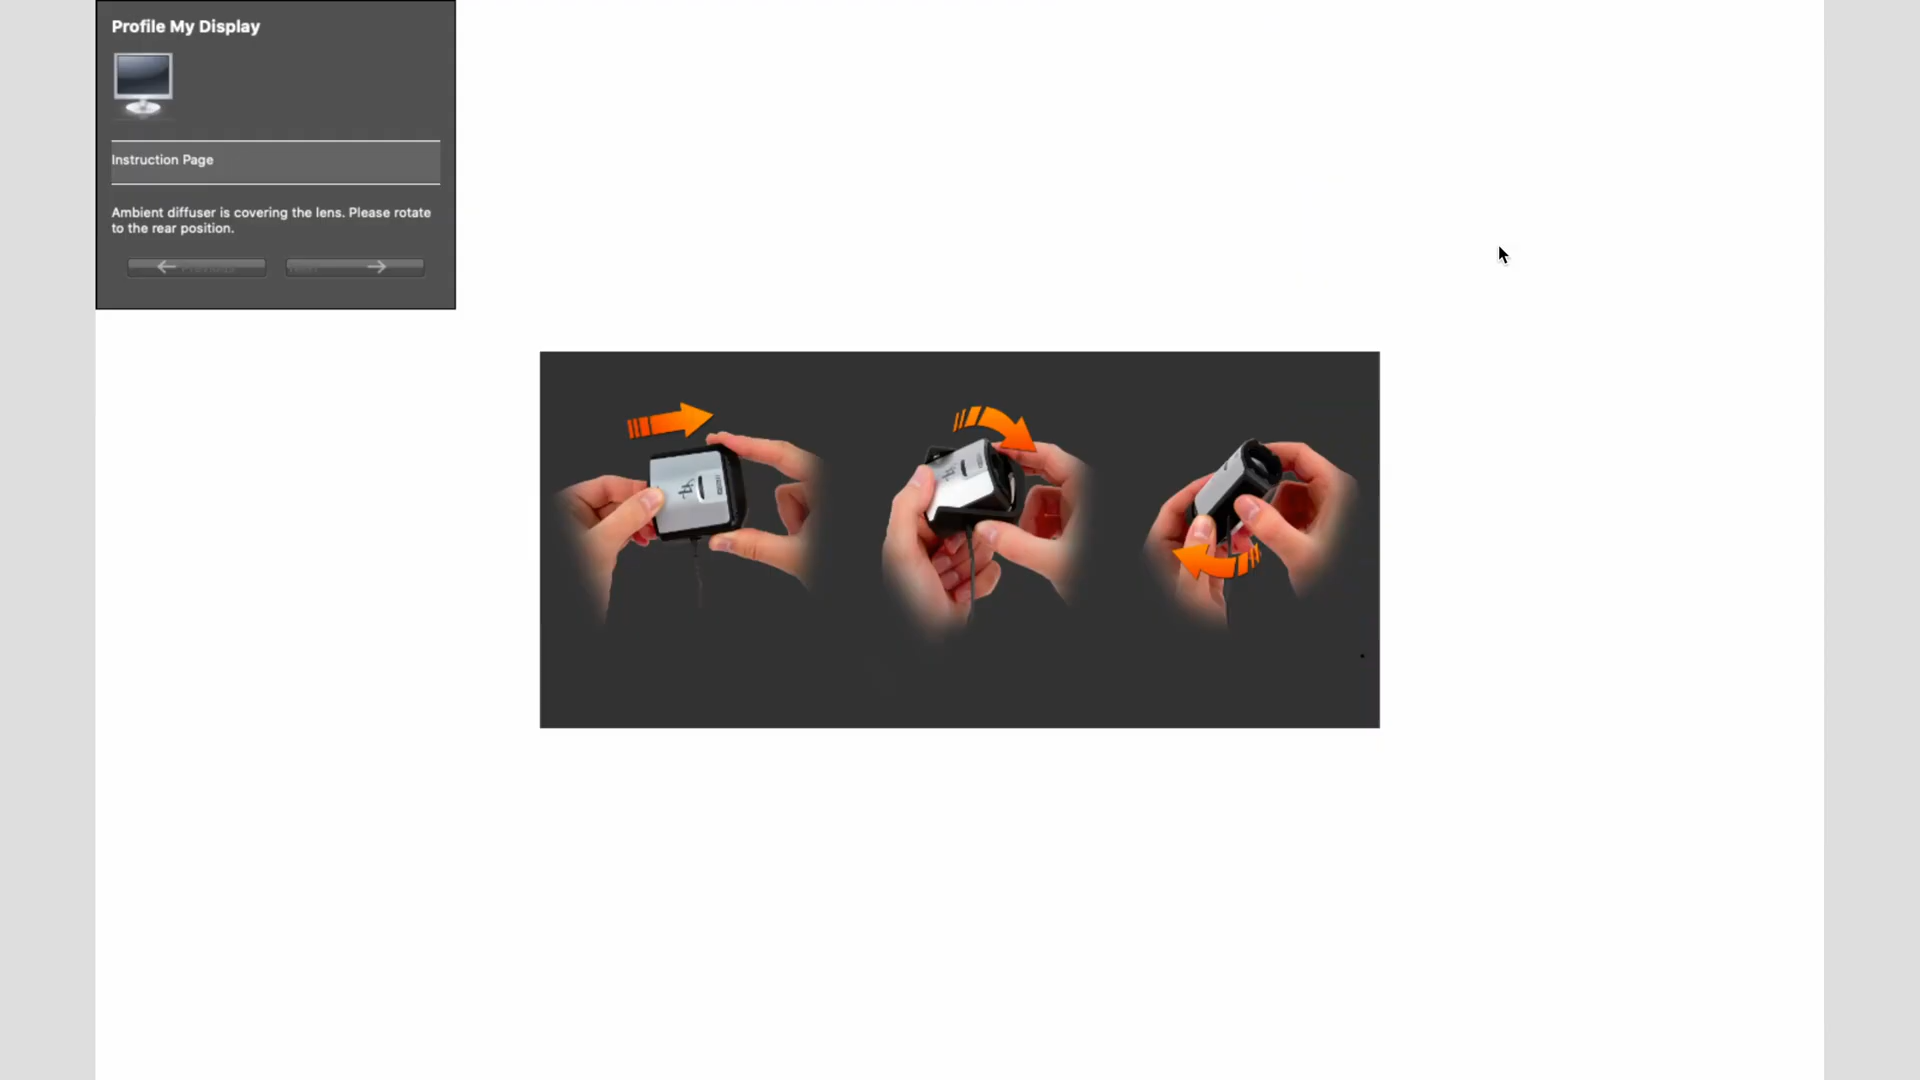 Profile My Display
Instruction Page
Ambient diffuser is covering the lens. Please rotate
to the rear position.